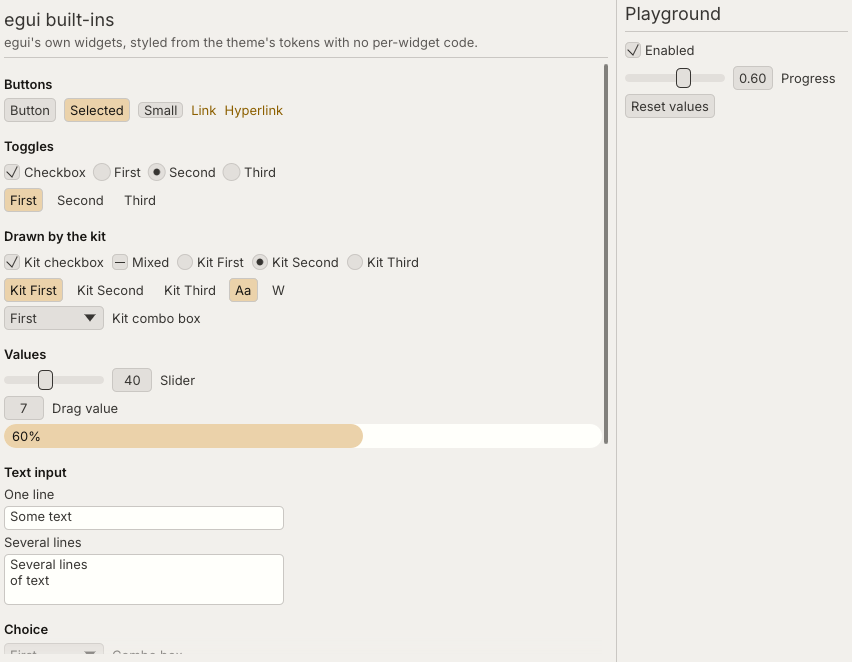 egui built-ins
egui's own widgets, styled from the theme's tokens with no per-widget code.
Buttons
Button Selected Small Link Hyperlink
Toggles
Checkbox First Second Third
First Second Third
Drawn by the kit
Kit checkbox Mixed Kit First Kit Second Kit Third
Kit First Kit Second Kit Third Aa W
First Kit combo box
Values
40 Slider
7 Drag value
60%
Text input
One line
Some text
Several lines
Several lines
of text
Choice
First Combo box
Playground
Enabled
0.60 Progress
Reset values